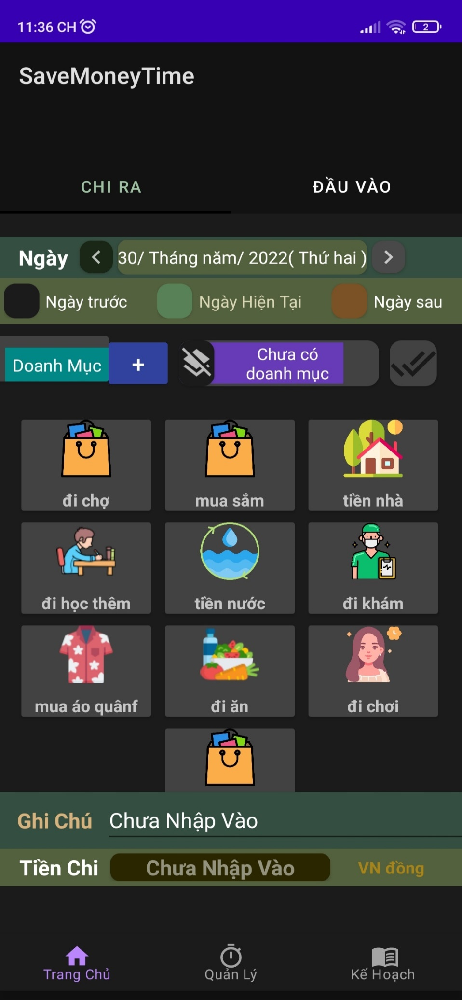 11:36 CH
2
SaveMoneyTime
CHI RA
ĐẦU VÀO
Ngày
30/ Tháng năm/ 2022( Thứ hai )
Ngày trước
Ngày Hiện Tại
Ngày sau
Doanh Mục
+
Chưa có
doanh mục
đi chợ
mua sắm
tiền nhà
đi học thêm
tiền nước
đi khám
mua áo quânf
đi ăn
đi chơi
Ghi Chú
Chưa Nhập Vào
Tiền Chi
Chưa Nhập Vào
VN đồng
Trang Chủ
Quản Lý
Kế Hoạch